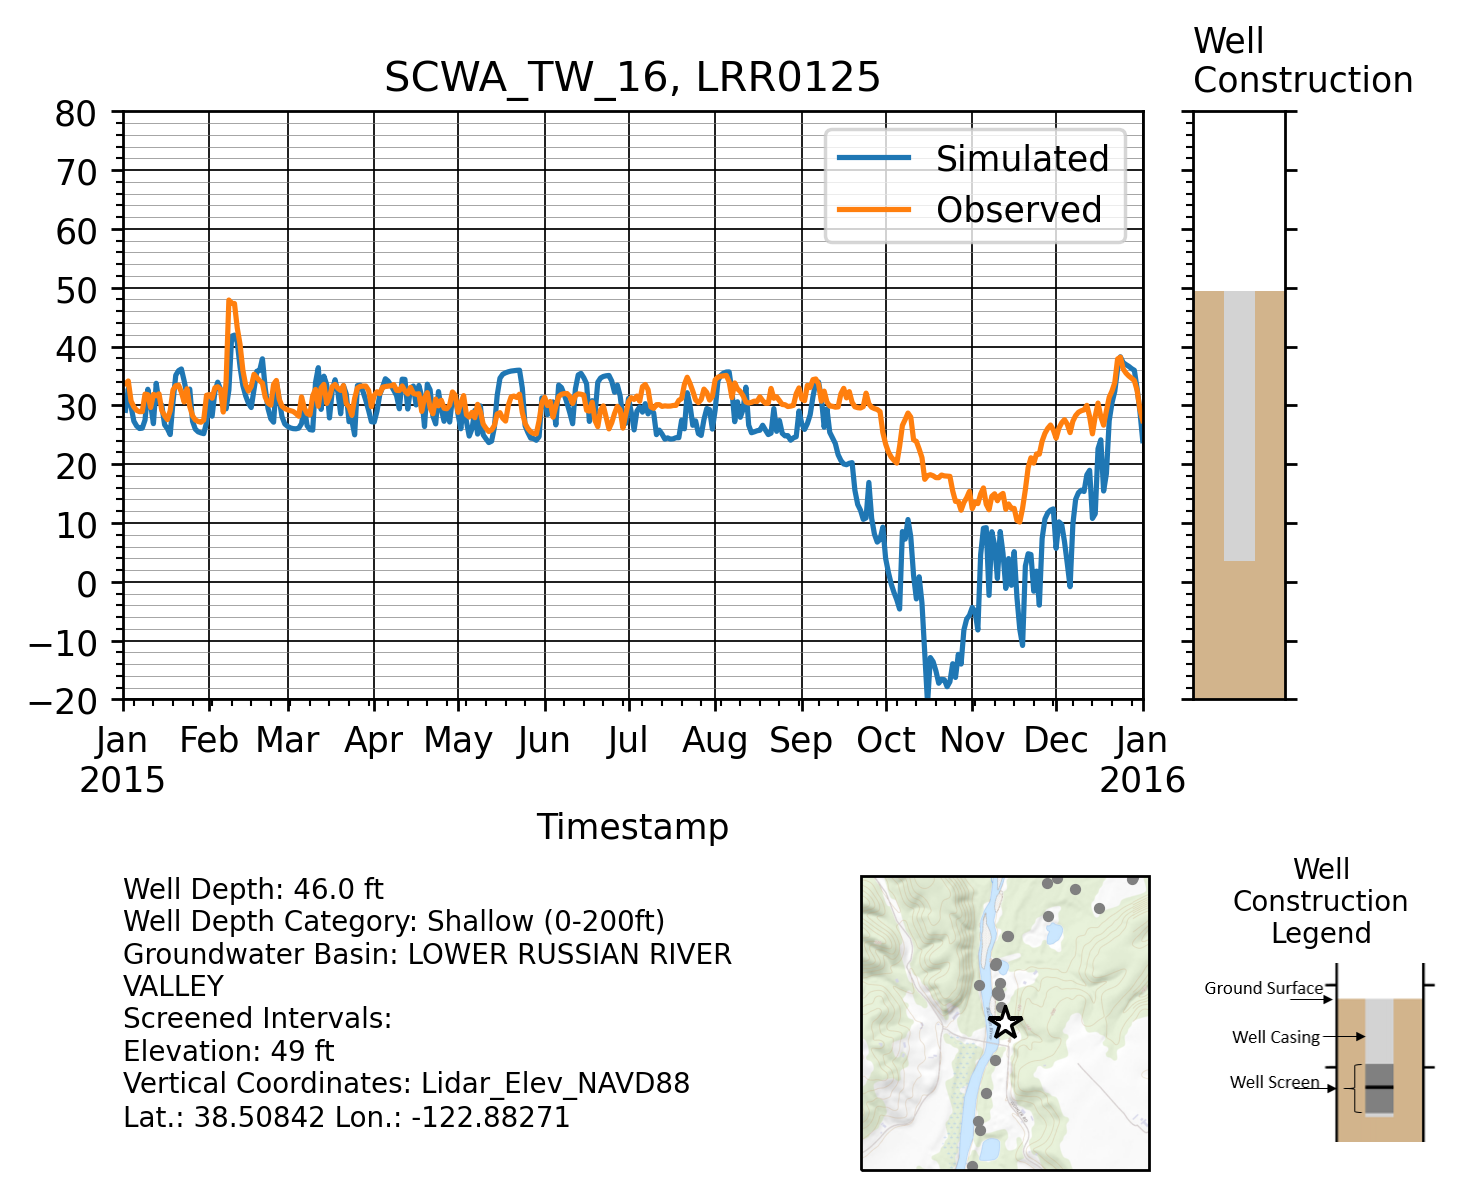 Well
Construction
SCWA_TW_16, LRR0125
80
70
60
50
40
30
20
10
0
−10
−20
Simulated
Observed
Jan Feb Mar Apr May Jun Jul Aug Sep Oct Nov Dec Jan
2015 2016
Timestamp
Well Depth: 46.0 ft
Well Depth Category: Shallow (0-200ft)
Groundwater Basin: LOWER RUSSIAN RIVER
VALLEY
Screened Intervals:
Elevation: 49 ft
Vertical Coordinates: Lidar_Elev_NAVD88
Lat.: 38.50842 Lon.: -122.88271
Well
Construction
Legend
Ground Surface
Well Casing
Well Screen